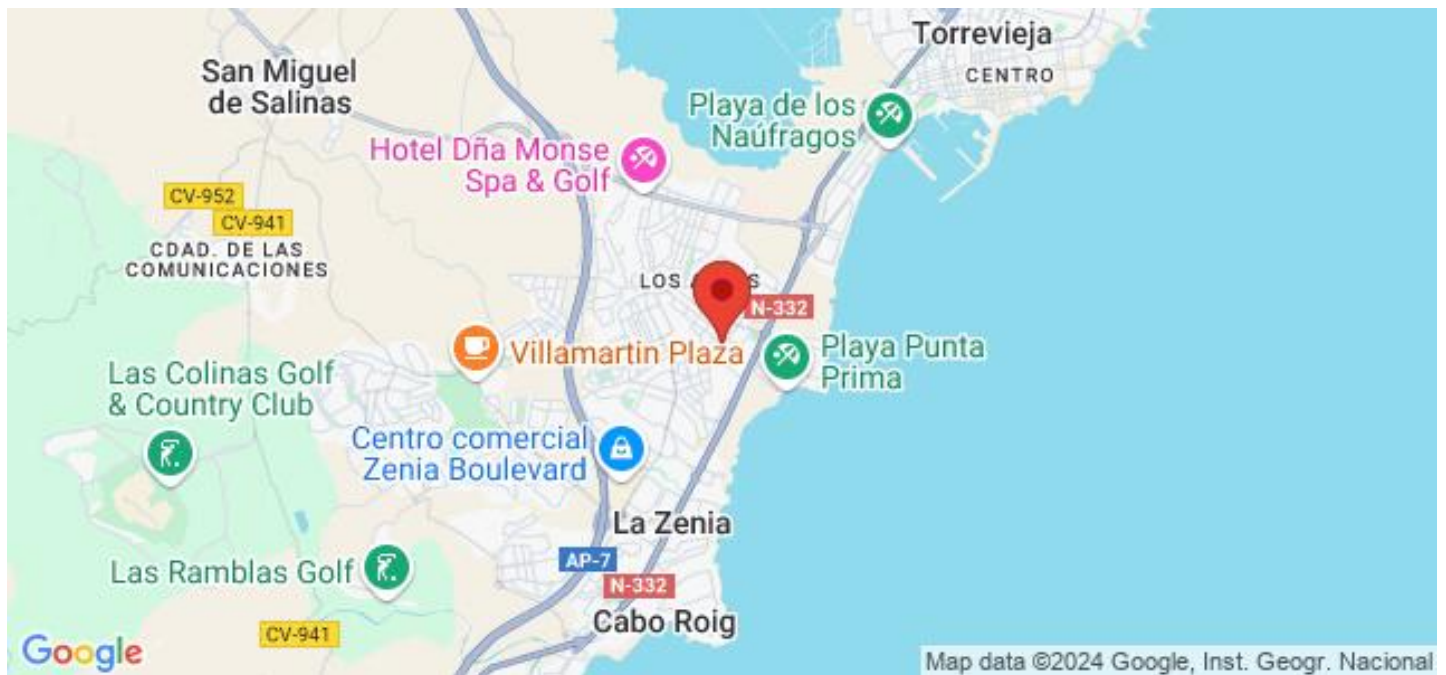 Torrevieja
CENTRO
San Miguel
de Salinas
Playa de los
Naúfragos
Hotel Dña Monse
Spa & Golf
CV-952
CV-941
CDAD. DE LAS
COMUNICACIONES
LOS
N-332
Villamartin Plaza
Playa Punta
Prima
Las Colinas Golf
& Country Club
Centro comercial
Zenia Boulevard
La Zenia
AP-7
Las Ramblas Golf
N-332
Cabo Roig
CV-941
Google
Map data ©2024 Google, Inst. Geogr. Nacional